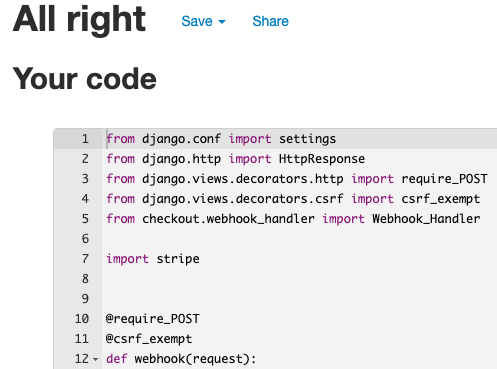 All right Save Share
Your code
1 from django.conf import settings
2 from django.http import HttpResponse
3 from django.views.decorators.http import require_POST
4 from django.views.decorators.csrf import csrf_exempt
5 from checkout.webhook_handler import Webhook_Handler
6
7 import stripe
8
9
10 @require_POST
11 @csrf_exempt
12 def webhook(request):